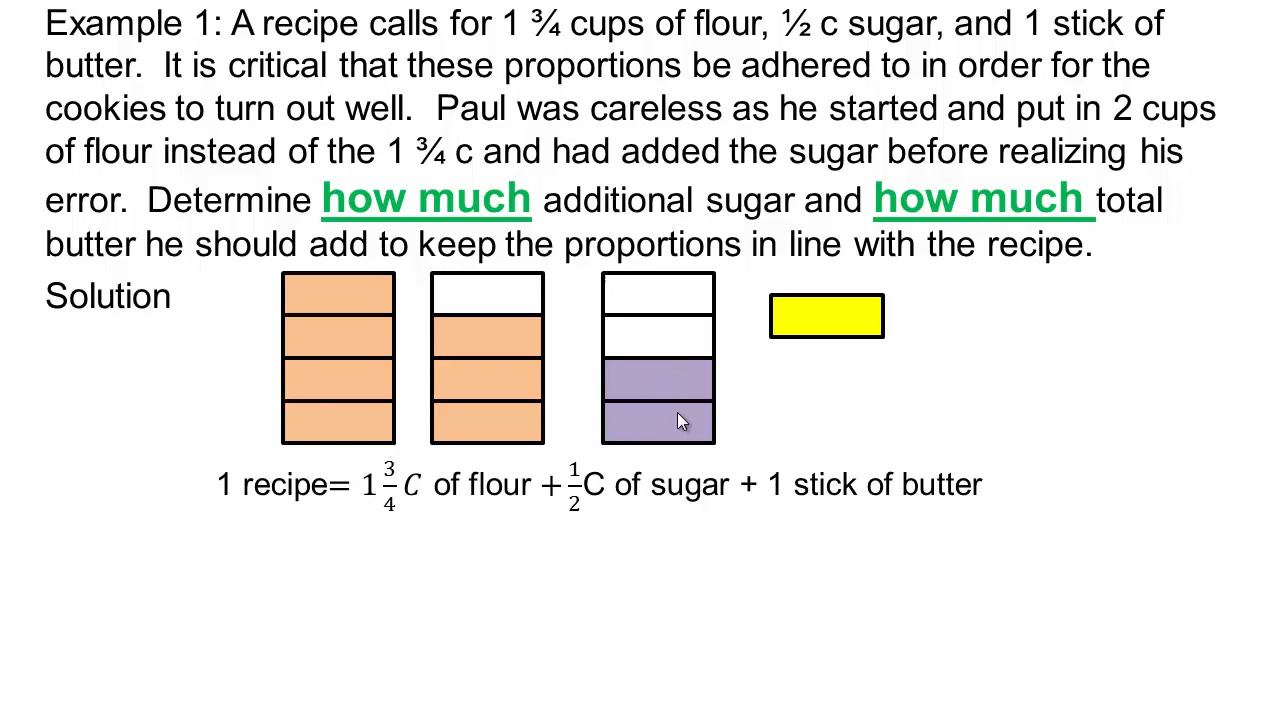 Example 1: A recipe calls for 1 ¾ cups of flour, ½ c sugar, and 1 stick of
butter.  It is critical that these proportions be adhered to in order for the
cookies to turn out well.  Paul was careless as he started and put in 2 cups
of flour instead of the 1 ¾ c and had added the sugar before realizing his
error.  Determine how much additional sugar and how much total
butter he should add to keep the proportions in line with the recipe.
Solution
1 recipe= 1 3/4 C of flour + 1/2 C of sugar + 1 stick of butter